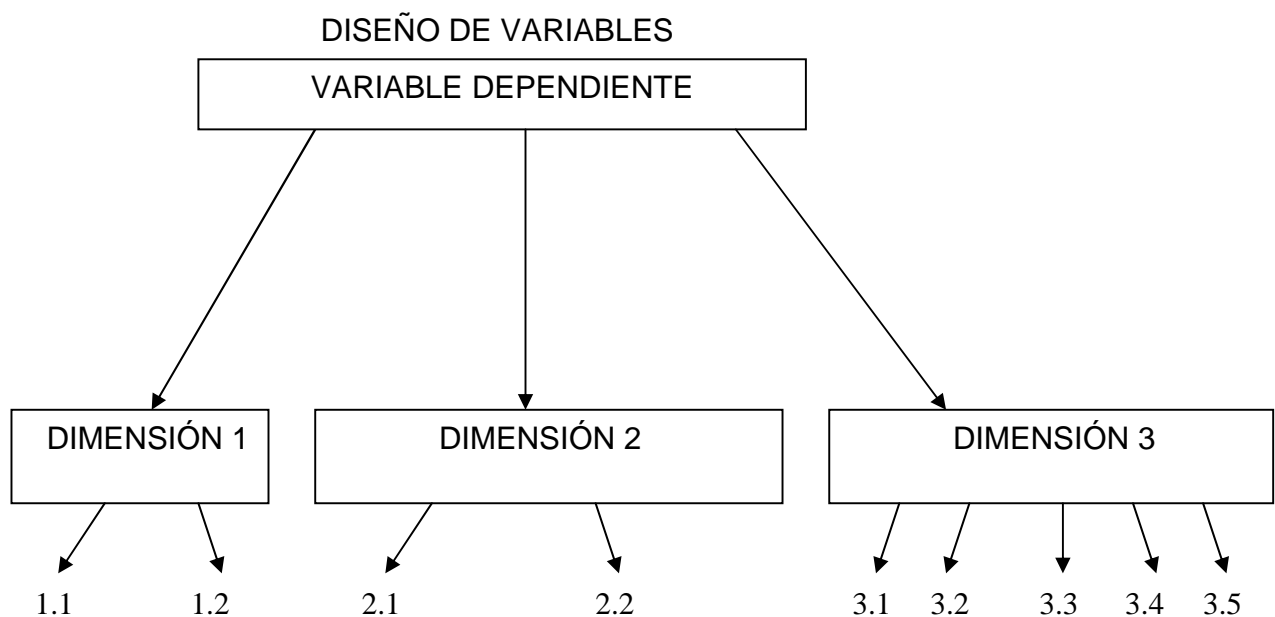 DISEÑO DE VARIABLES
VARIABLE DEPENDIENTE
DIMENSIÓN 1 DIMENSIÓN 2 DIMENSIÓN 3
1.1 1.2 2.1 2.2 3.1 3.2 3.3 3.4 3.5